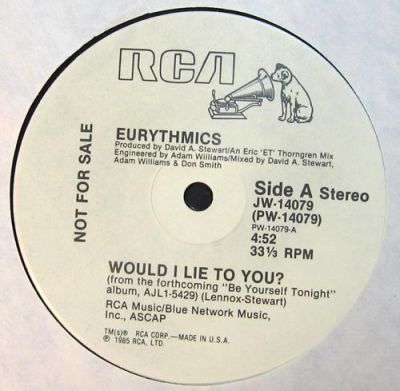 RCA
NOT FOR SALE
EURYTHMICS
Produced by David A. Stewart/An Eric 'ET' Thorngren Mix
Engineered by Adam Williams/Mixed by David A. Stewart,
Adam Williams & Don Smith
Side A Stereo
JW-14079
(PW-14079)
PW-14079-A
4:52
33⅓ RPM
WOULD I LIE TO YOU?
(from the forthcoming "Be Yourself Tonight"
album, AJL1-5429) (Lennox-Stewart)
RCA Music/Blue Network Music,
Inc., ASCAP
TM(s)® RCA CORP.—MADE IN U.S.A.
℗ 1985 RCA, LTD.